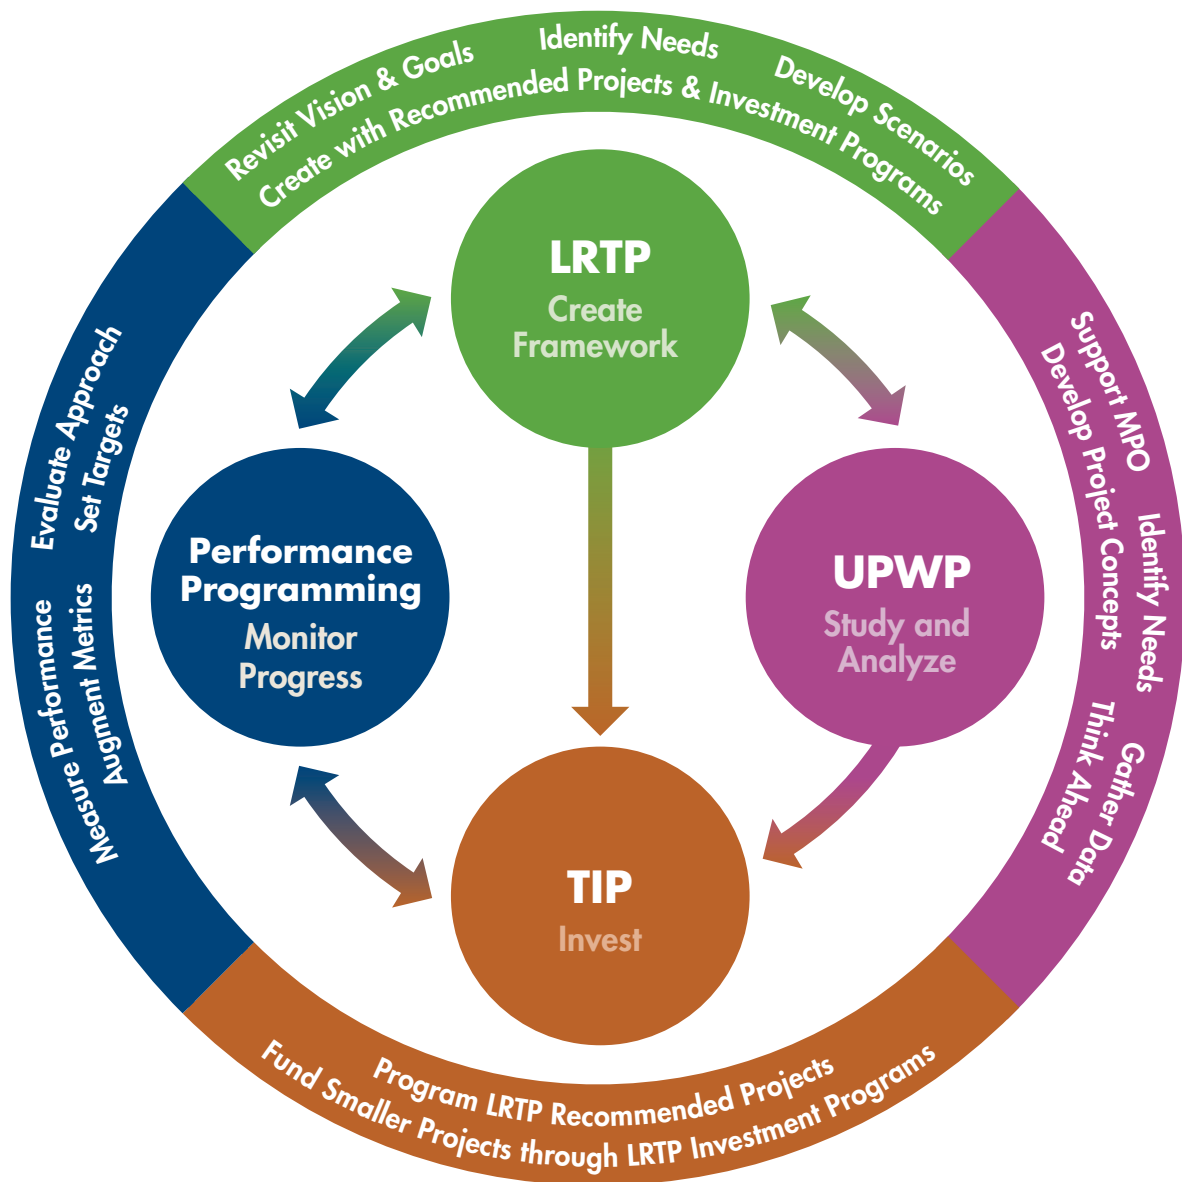 Revisit Vision & Goals
Identify Needs
Develop Scenarios
Create with Recommended Projects & Investment Programs
LRTP
Create
Framework
Evaluate Approach
Set Targets
Measure Performance
Augment Metrics
Performance
Programming
Monitor
Progress
UPWP
Study and
Analyze
Support MPO
Identify Needs
Gather Data
Develop Project Concepts
Think Ahead
TIP
Invest
Program LRTP Recommended Projects
Fund Smaller Projects through LRTP Investment Programs